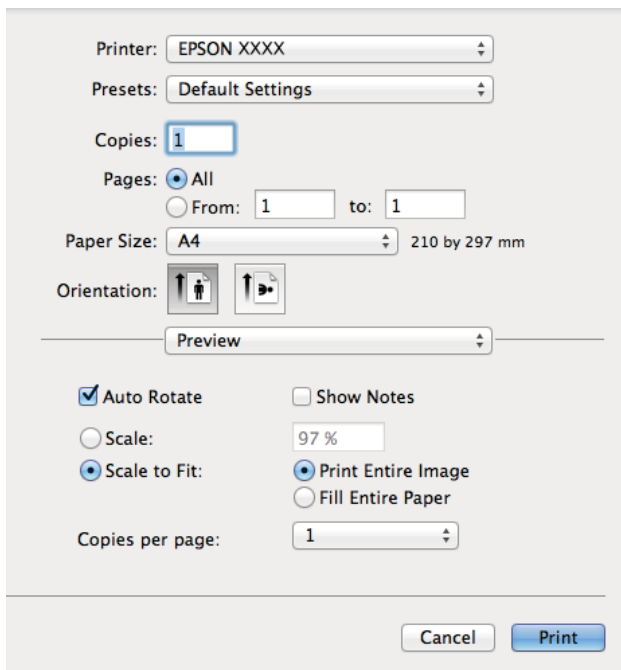 Printer: EPSON XXXX
Presets: Default Settings
Copies: 1
Pages: All
From: 1 to: 1
Paper Size: A4 210 by 297 mm
Orientation:
Preview
Auto Rotate Show Notes
Scale: 97 %
Scale to Fit: Print Entire Image
Fill Entire Paper
Copies per page: 1
Cancel Print